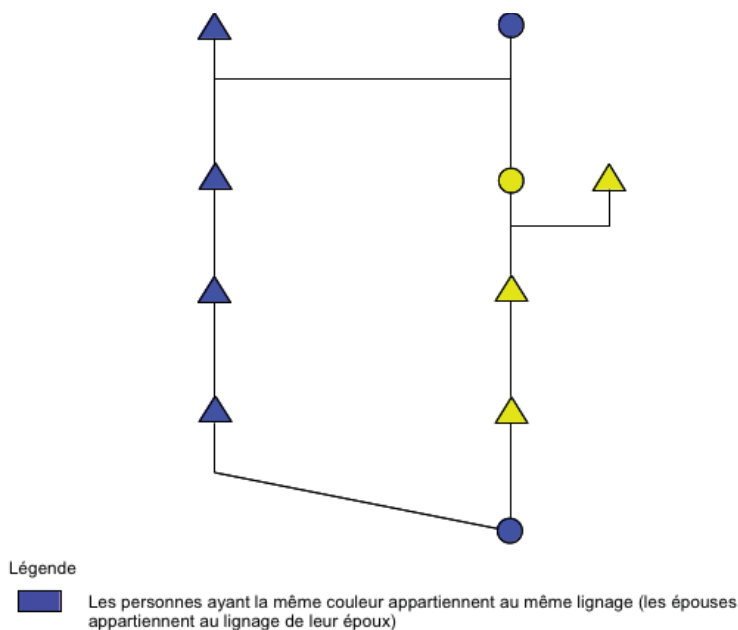 Légende
Les personnes ayant la même couleur appartiennent au même lignage (les épouses
appartiennent au lignage de leur époux)